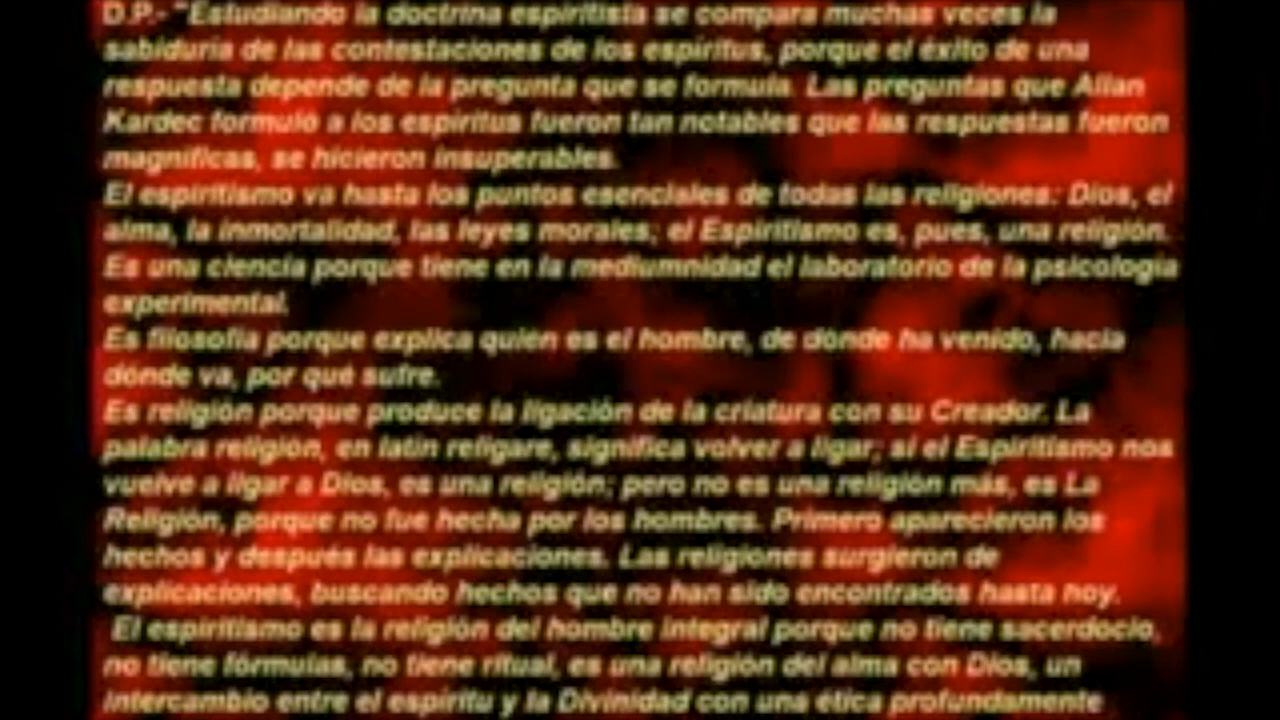 D.P.- "Estudiando la doctrina espiritista se compara muchas veces la
sabiduría de las contestaciones de los espíritus, porque el éxito de una
respuesta depende de la pregunta que se formula. Las preguntas que Allan
Kardec formuló a los espíritus fueron tan notables que las respuestas fueron
magníficas, se hicieron insuperables.
El espiritismo va hasta los puntos esenciales de todas las religiones: Dios, el
alma, la inmortalidad, las leyes morales; el Espiritismo es, pues, una religión.
Es una ciencia porque tiene en la mediumnidad el laboratorio de la psicología
experimental.
Es filosofía porque explica quién es el hombre, de dónde ha venido, hacia
dónde va, por qué sufre.
Es religión porque produce la ligación de la criatura con su Creador. La
palabra religión, en latín religare, significa volver a ligar; si el Espiritismo nos
vuelve a ligar a Dios, es una religión; pero no es una religión más, es La
Religión, porque no fue hecha por los hombres. Primero aparecieron los
hechos y después las explicaciones. Las religiones surgieron de
explicaciones, buscando hechos que no han sido encontrados hasta hoy.
El espiritismo es la religión del hombre integral porque no tiene sacerdocio,
no tiene fórmulas, no tiene ritual, es una religión del alma con Dios, un
intercambio entre el espíritu y la Divinidad con una ética profundamente